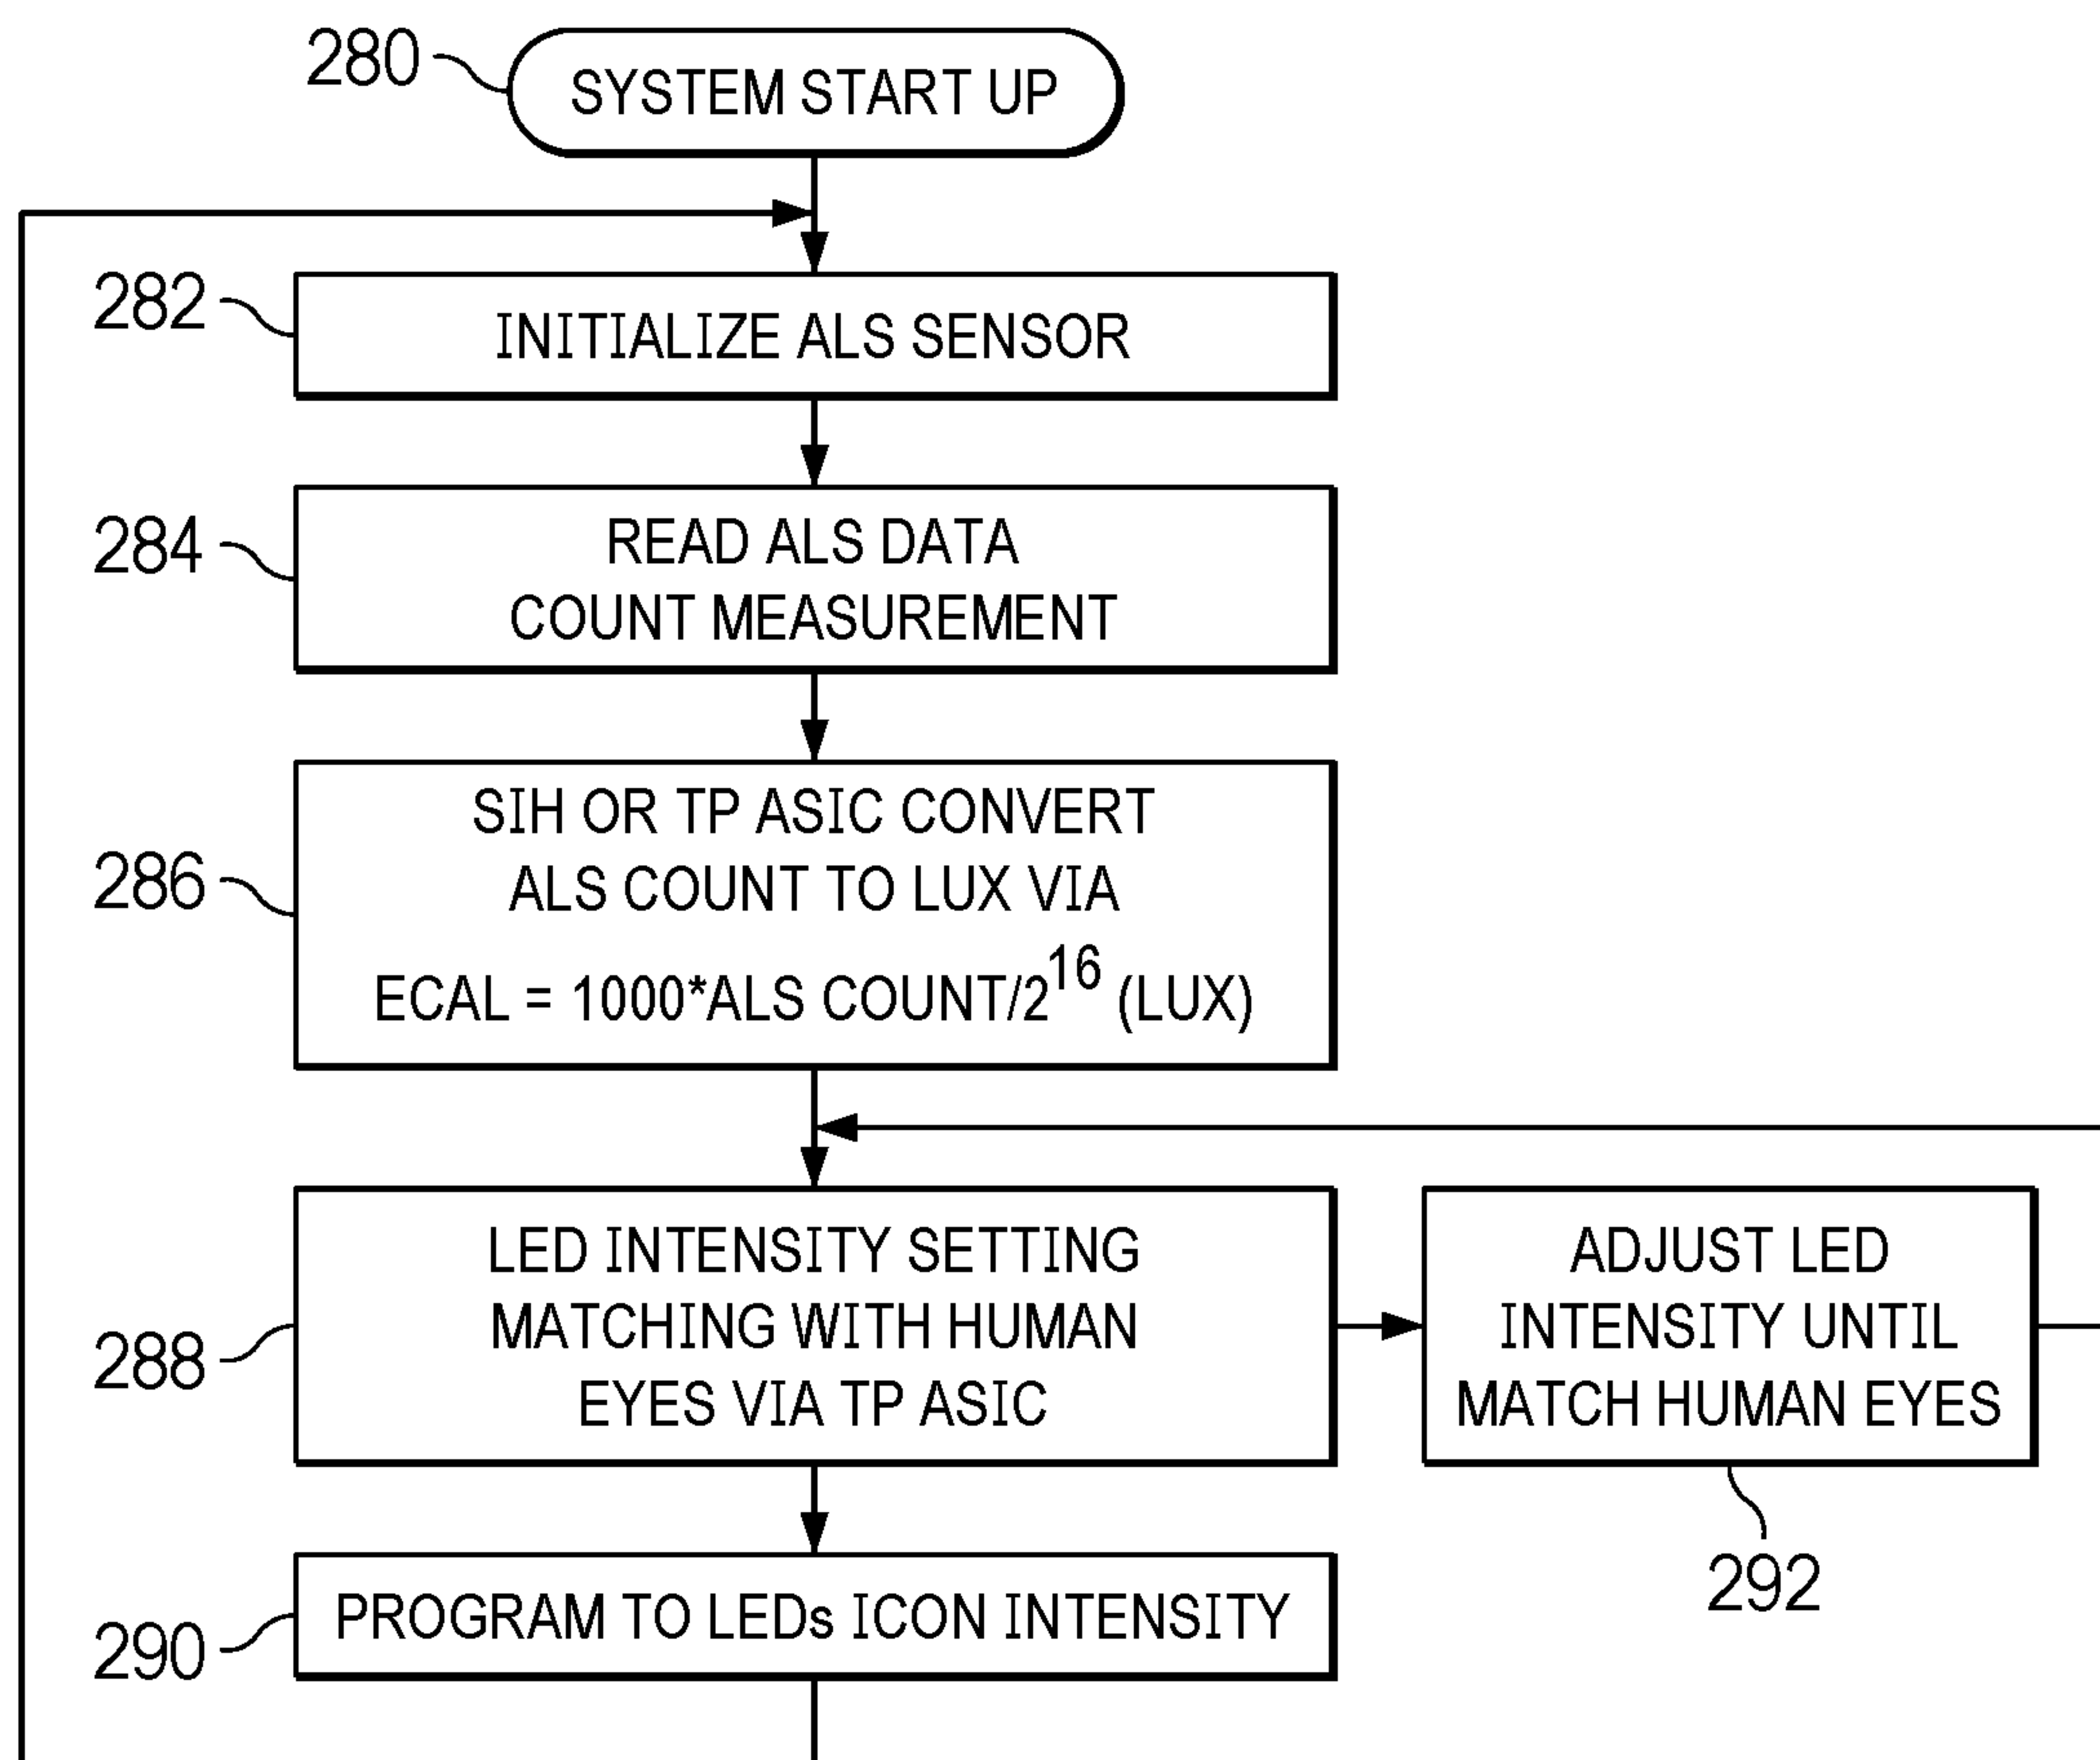 280
SYSTEM START UP
282
INITIALIZE ALS SENSOR
284
READ ALS DATA
COUNT MEASUREMENT
286
SIH OR TP ASIC CONVERT
ALS COUNT TO LUX VIA
ECAL = 1000*ALS COUNT/2^16 (LUX)
288
LED INTENSITY SETTING
MATCHING WITH HUMAN
EYES VIA TP ASIC
ADJUST LED
INTENSITY UNTIL
MATCH HUMAN EYES
292
290
PROGRAM TO LEDs ICON INTENSITY